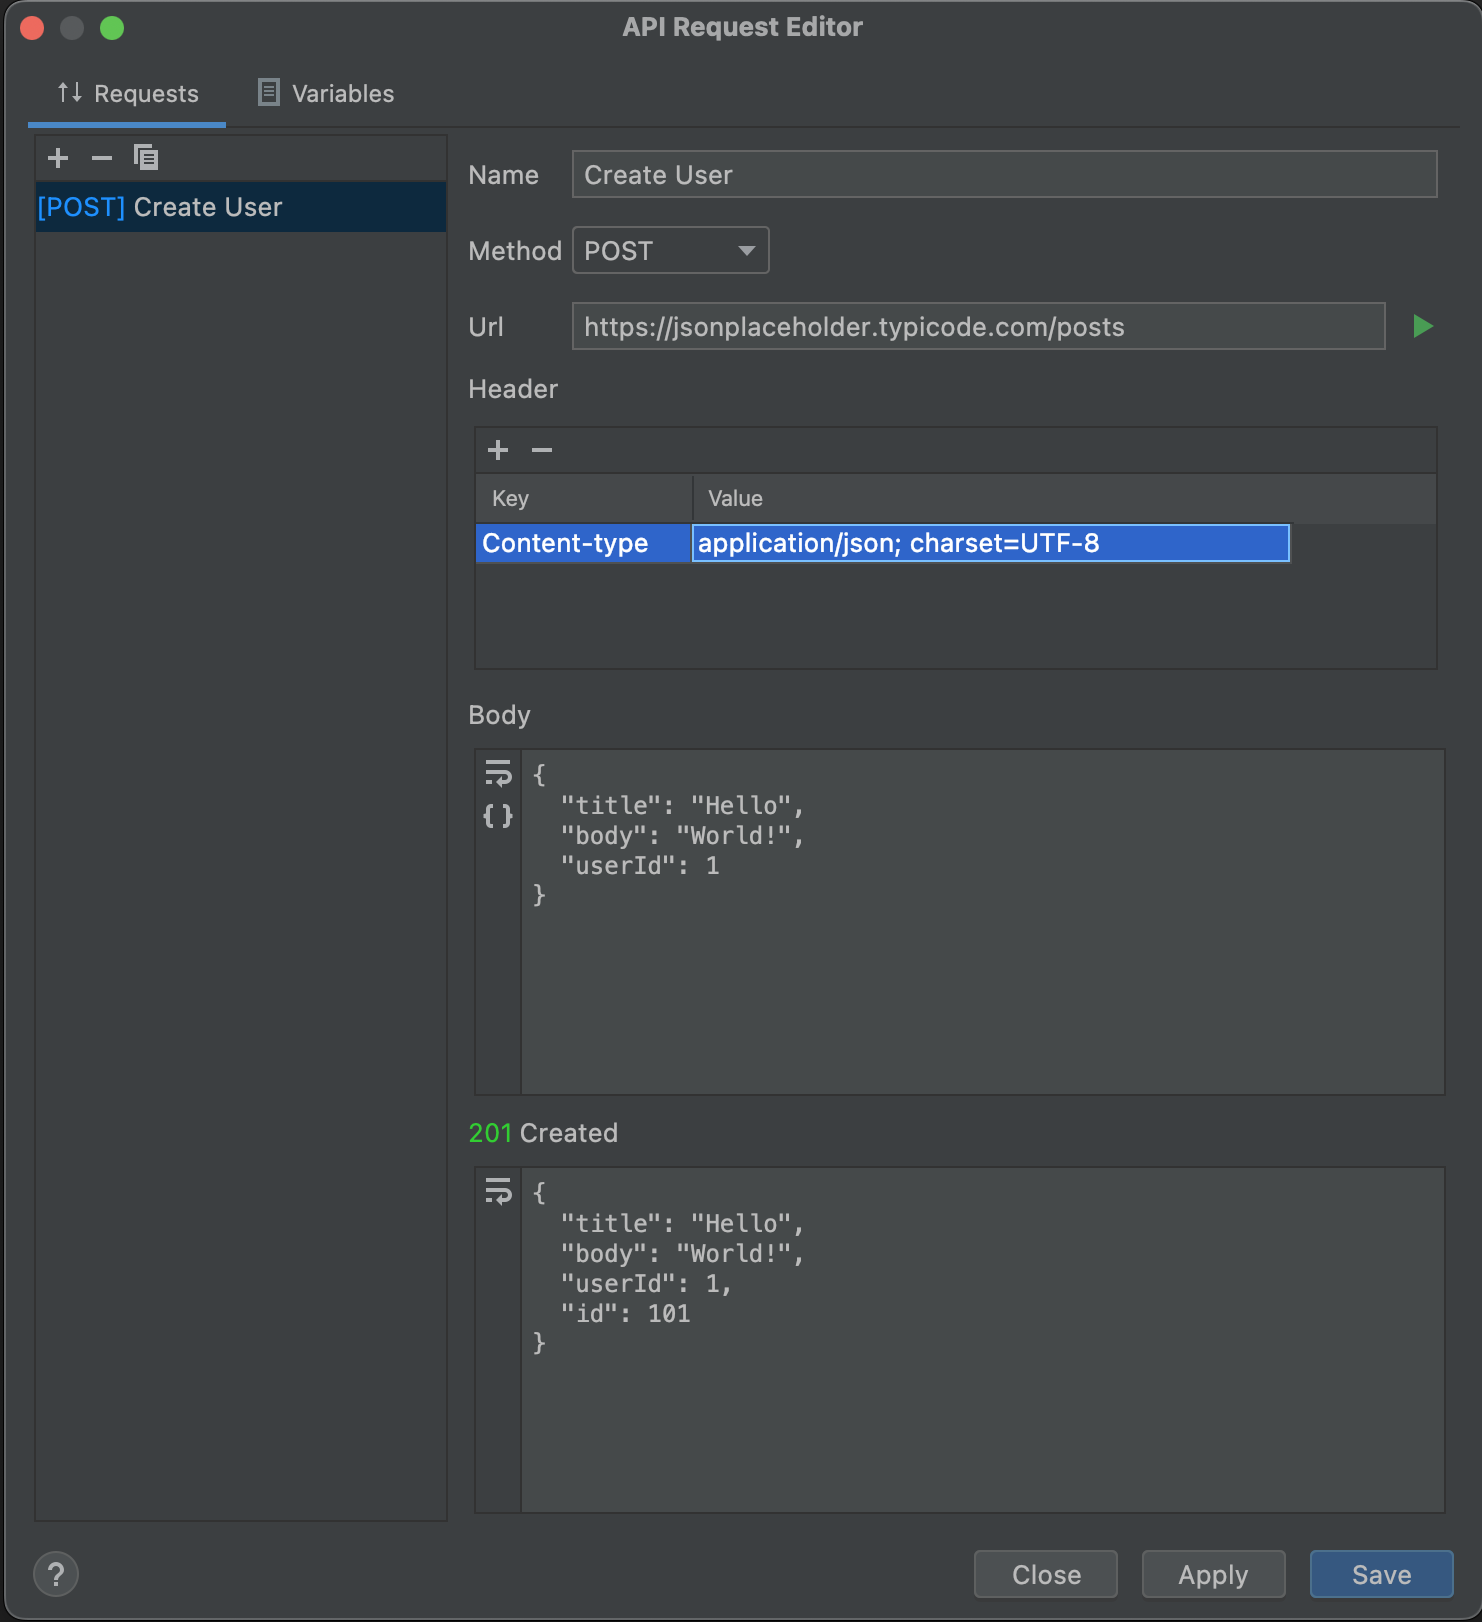 API Request Editor
Requests
Variables
[POST] Create User
Name
Create User
Method
POST
Url
https://jsonplaceholder.typicode.com/posts
Header
Key
Value
Content-type
application/json; charset=UTF-8
Body
{
  "title": "Hello",
  "body": "World!",
  "userId": 1
}
201 Created
{
  "title": "Hello",
  "body": "World!",
  "userId": 1,
  "id": 101
}
?
Close
Apply
Save